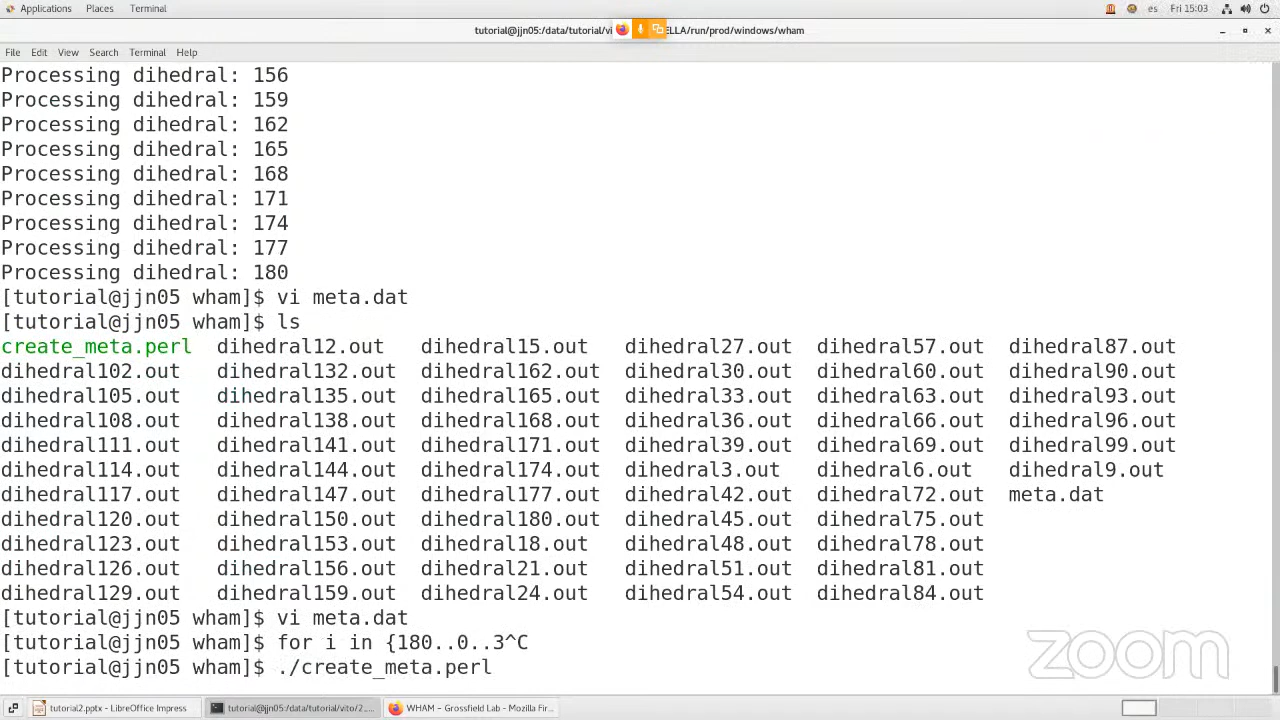 Applications Places Terminal es Fri 15:03
tutorial@jjn05:/data/tutorial/vi ELLA/run/prod/windows/wham
File Edit View Search Terminal Help
Processing dihedral: 156
Processing dihedral: 159
Processing dihedral: 162
Processing dihedral: 165
Processing dihedral: 168
Processing dihedral: 171
Processing dihedral: 174
Processing dihedral: 177
Processing dihedral: 180
[tutorial@jjn05 wham]$ vi meta.dat
[tutorial@jjn05 wham]$ ls
create_meta.perl dihedral12.out dihedral15.out dihedral27.out dihedral57.out dihedral87.out
dihedral102.out dihedral132.out dihedral162.out dihedral30.out dihedral60.out dihedral90.out
dihedral105.out dihedral135.out dihedral165.out dihedral33.out dihedral63.out dihedral93.out
dihedral108.out dihedral138.out dihedral168.out dihedral36.out dihedral66.out dihedral96.out
dihedral111.out dihedral141.out dihedral171.out dihedral39.out dihedral69.out dihedral99.out
dihedral114.out dihedral144.out dihedral174.out dihedral3.out dihedral6.out dihedral9.out
dihedral117.out dihedral147.out dihedral177.out dihedral42.out dihedral72.out meta.dat
dihedral120.out dihedral150.out dihedral180.out dihedral45.out dihedral75.out
dihedral123.out dihedral153.out dihedral18.out dihedral48.out dihedral78.out
dihedral126.out dihedral156.out dihedral21.out dihedral51.out dihedral81.out
dihedral129.out dihedral159.out dihedral24.out dihedral54.out dihedral84.out
[tutorial@jjn05 wham]$ vi meta.dat
[tutorial@jjn05 wham]$ for i in {180..0..3^C
[tutorial@jjn05 wham]$ ./create_meta.perl
zoom
tutorial2.pptx - LibreOffice Impress tutorial@jjn05:/data/tutorial/vito/2.... WHAM – Grossfield Lab - Mozilla Fir...